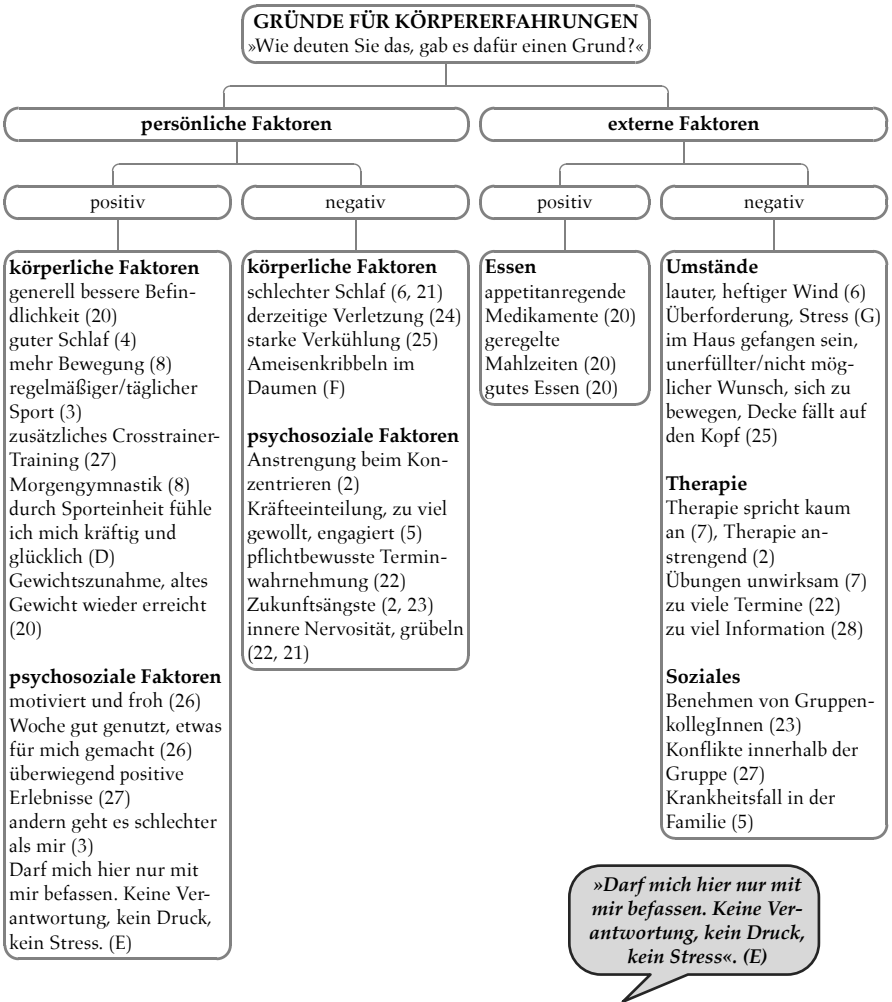 GRÜNDE FÜR KÖRPERERFAHRUNGEN
»Wie deuten Sie das, gab es dafür einen Grund?«
persönliche Faktoren
externe Faktoren
positiv
negativ
positiv
negativ
körperliche Faktoren
generell bessere Befin-
dlichkeit (20)
guter Schlaf (4)
mehr Bewegung (8)
regelmäßiger/täglicher
Sport (3)
zusätzliches Crosstrainer-
Training (27)
Morgengymnastik (8)
durch Sporteinheit fühle
ich mich kräftig und
glücklich (D)
Gewichtszunahme, altes
Gewicht wieder erreicht
(20)
psychosoziale Faktoren
motiviert und froh (26)
Woche gut genutzt, etwas
für mich gemacht (26)
überwiegend positive
Erlebnisse (27)
andern geht es schlechter
als mir (3)
Darf mich hier nur mit
mir befassen. Keine Ver-
antwortung, kein Druck,
kein Stress. (E)
körperliche Faktoren
schlechter Schlaf (6, 21)
derzeitige Verletzung (24)
starke Verkühlung (25)
Ameisenkribbeln im
Daumen (F)
psychosoziale Faktoren
Anstrengung beim Kon-
zentrieren (2)
Kräfteeinteilung, zu viel
gewollt, engagiert (5)
pflichtbewusste Termin-
wahrnehmung (22)
Zukunftsängste (2, 23)
innere Nervosität, grübeln
(22, 21)
Essen
appetitanregende
Medikamente (20)
geregelte
Mahlzeiten (20)
gutes Essen (20)
Umstände
lauter, heftiger Wind (6)
Überforderung, Stress (G)
im Haus gefangen sein,
unerfüllter/nicht mög-
licher Wunsch, sich zu
bewegen, Decke fällt auf
den Kopf (25)
Therapie
Therapie spricht kaum
an (7), Therapie an-
strengend (2)
Übungen unwirksam (7)
zu viele Termine (22)
zu viel Information (28)
Soziales
Benehmen von Gruppen-
kollegInnen (23)
Konflikte innerhalb der
Gruppe (27)
Krankheitsfall in der
Familie (5)
»Darf mich hier nur mit
mir befassen. Keine Ver-
antwortung, kein Druck,
kein Stress«. (E)